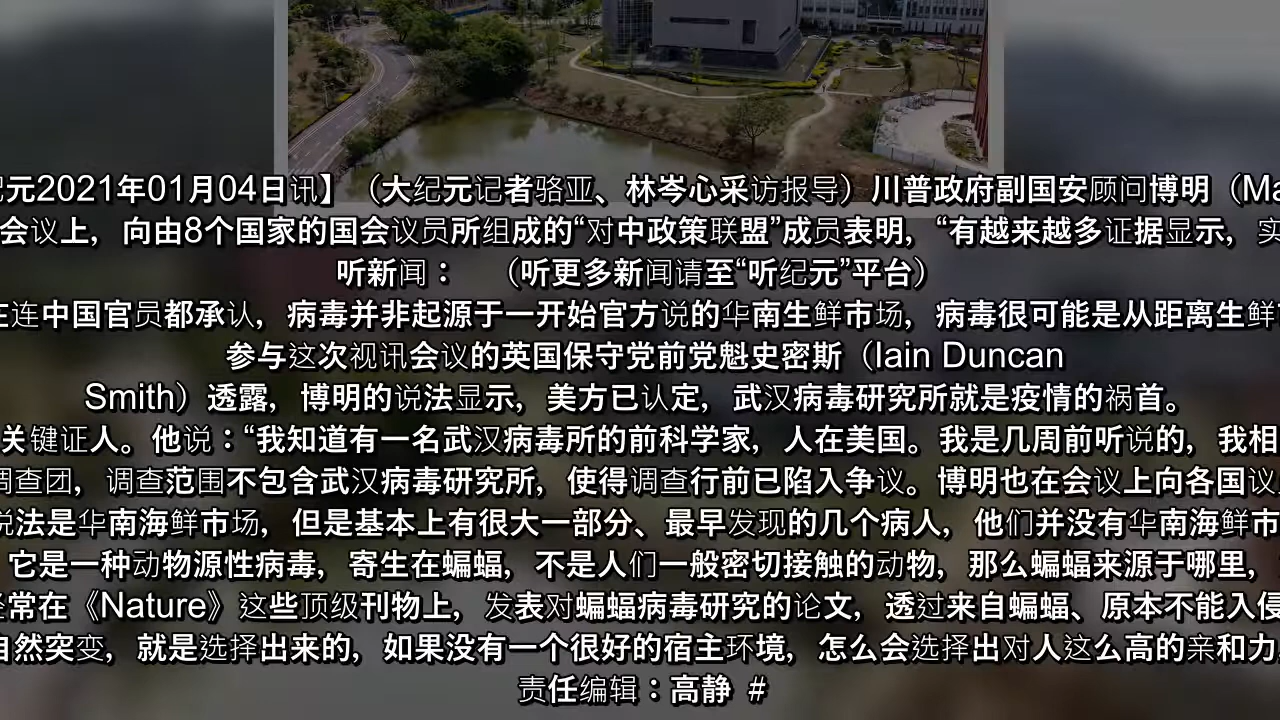 元2021年01月04日讯】（大纪元记者骆亚、林岑心采访报导）川普政府副国安顾问博明（Ma
会议上，向由8个国家的国会议员所组成的“对中政策联盟”成员表明，“有越来越多证据显示，实
听新闻： （听更多新闻请至“听纪元”平台）
在连中国官员都承认，病毒并非起源于一开始官方说的华南生鲜市场，病毒很可能是从距离生鲜
参与这次视讯会议的英国保守党前党魁史密斯（Iain Duncan
Smith）透露，博明的说法显示，美方已认定，武汉病毒研究所就是疫情的祸首。
关键证人。他说：“我知道有一名武汉病毒所的前科学家，人在美国。我是几周前听说的，我相
调查团，调查范围不包含武汉病毒研究所，使得调查行前已陷入争议。博明也在会议上向各国议
说法是华南海鲜市场，但是基本上有很大一部分、最早发现的几个病人，他们并没有华南海鲜市
它是一种动物源性病毒，寄生在蝙蝠，不是人们一般密切接触的动物，那么蝙蝠来源于哪里，
经常在《Nature》这些顶级刊物上，发表对蝙蝠病毒研究的论文，透过来自蝙蝠、原本不能入侵
自然突变，就是选择出来的，如果没有一个很好的宿主环境，怎么会选择出对人这么高的亲和力
责任编辑：高静 #